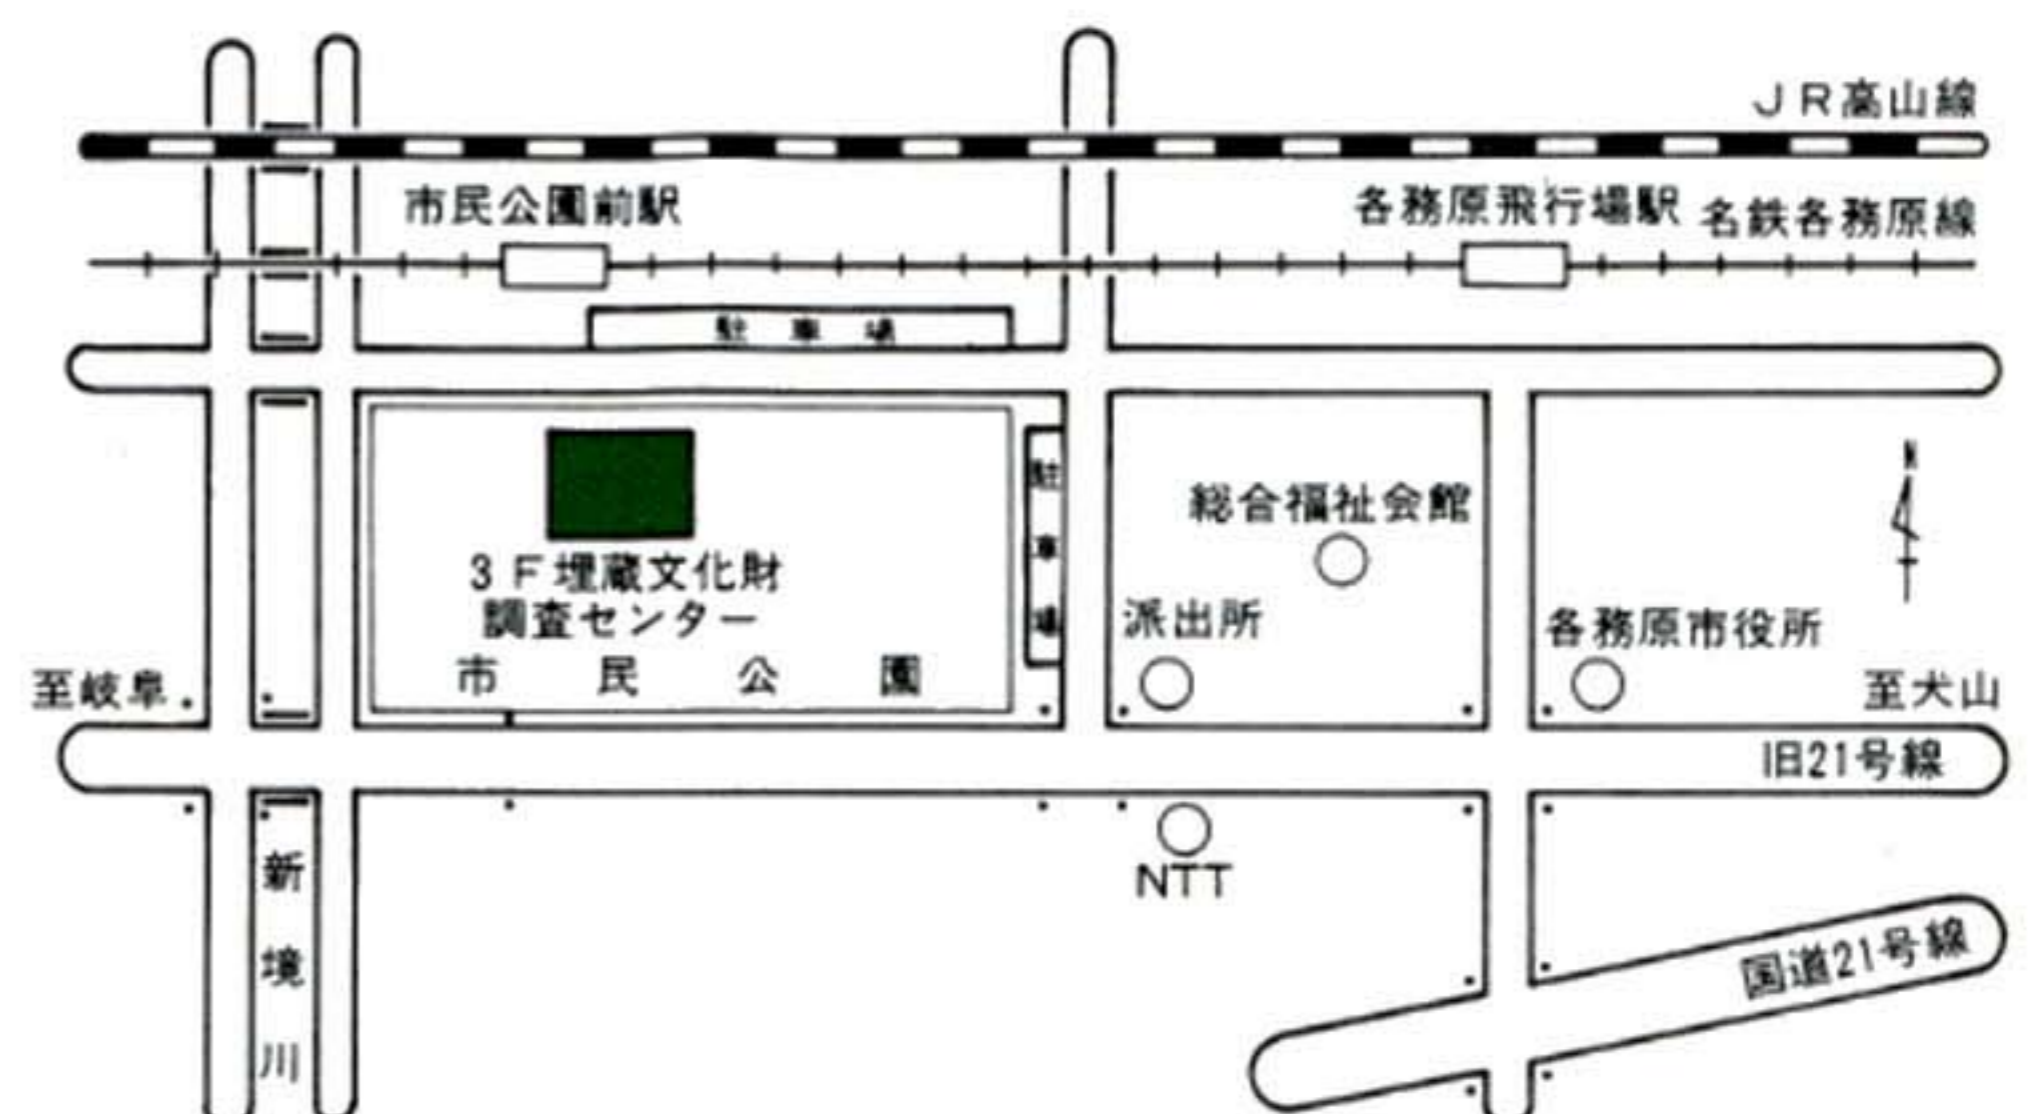 JR高山線
市民公園前駅
各務原飛行場駅
名鉄各務原線
駐車場
駐車場
N
総合福祉会館
3F埋蔵文化財
調査センター
派出所
各務原市役所
市民公園
至岐阜
至犬山
旧21号線
NTT
新境川
国道21号線